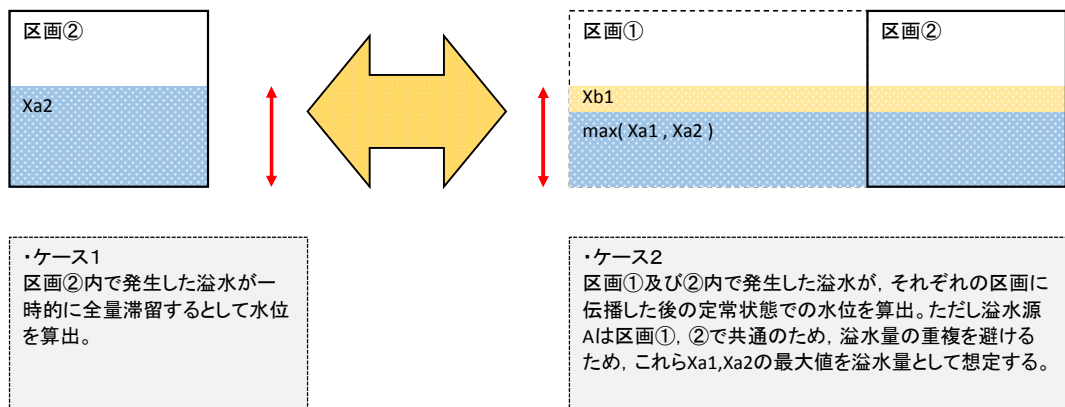 区画②
区画①
区画②
Xa2
Xb1
max( Xa1 , Xa2 )
・ケース1
区画②内で発生した溢水が一
時的に全量滞留するとして水位
を算出。
・ケース2
区画①及び②内で発生した溢水が，それぞれの区画に
伝播した後の定常状態での水位を算出。ただし溢水源
Aは区画①，②で共通のため，溢水量の重複を避ける
ため，これらXa1,Xa2の最大値を溢水量として想定する。